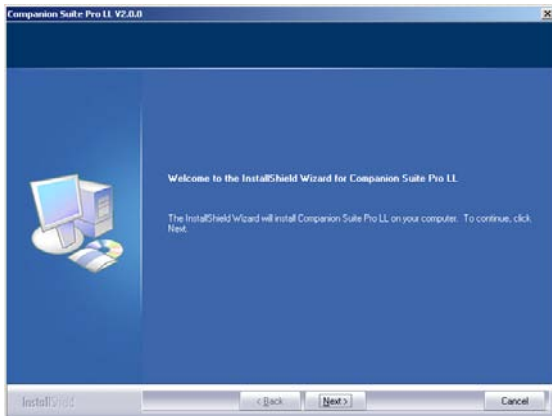 Companion Suite Pro LL V2.0.0
Welcome to the InstallShield Wizard for Companion Suite Pro LL
The InstallShield Wizard will install Companion Suite Pro LL on your computer. To continue, click
Next.
InstallShield
< Back
Next >
Cancel